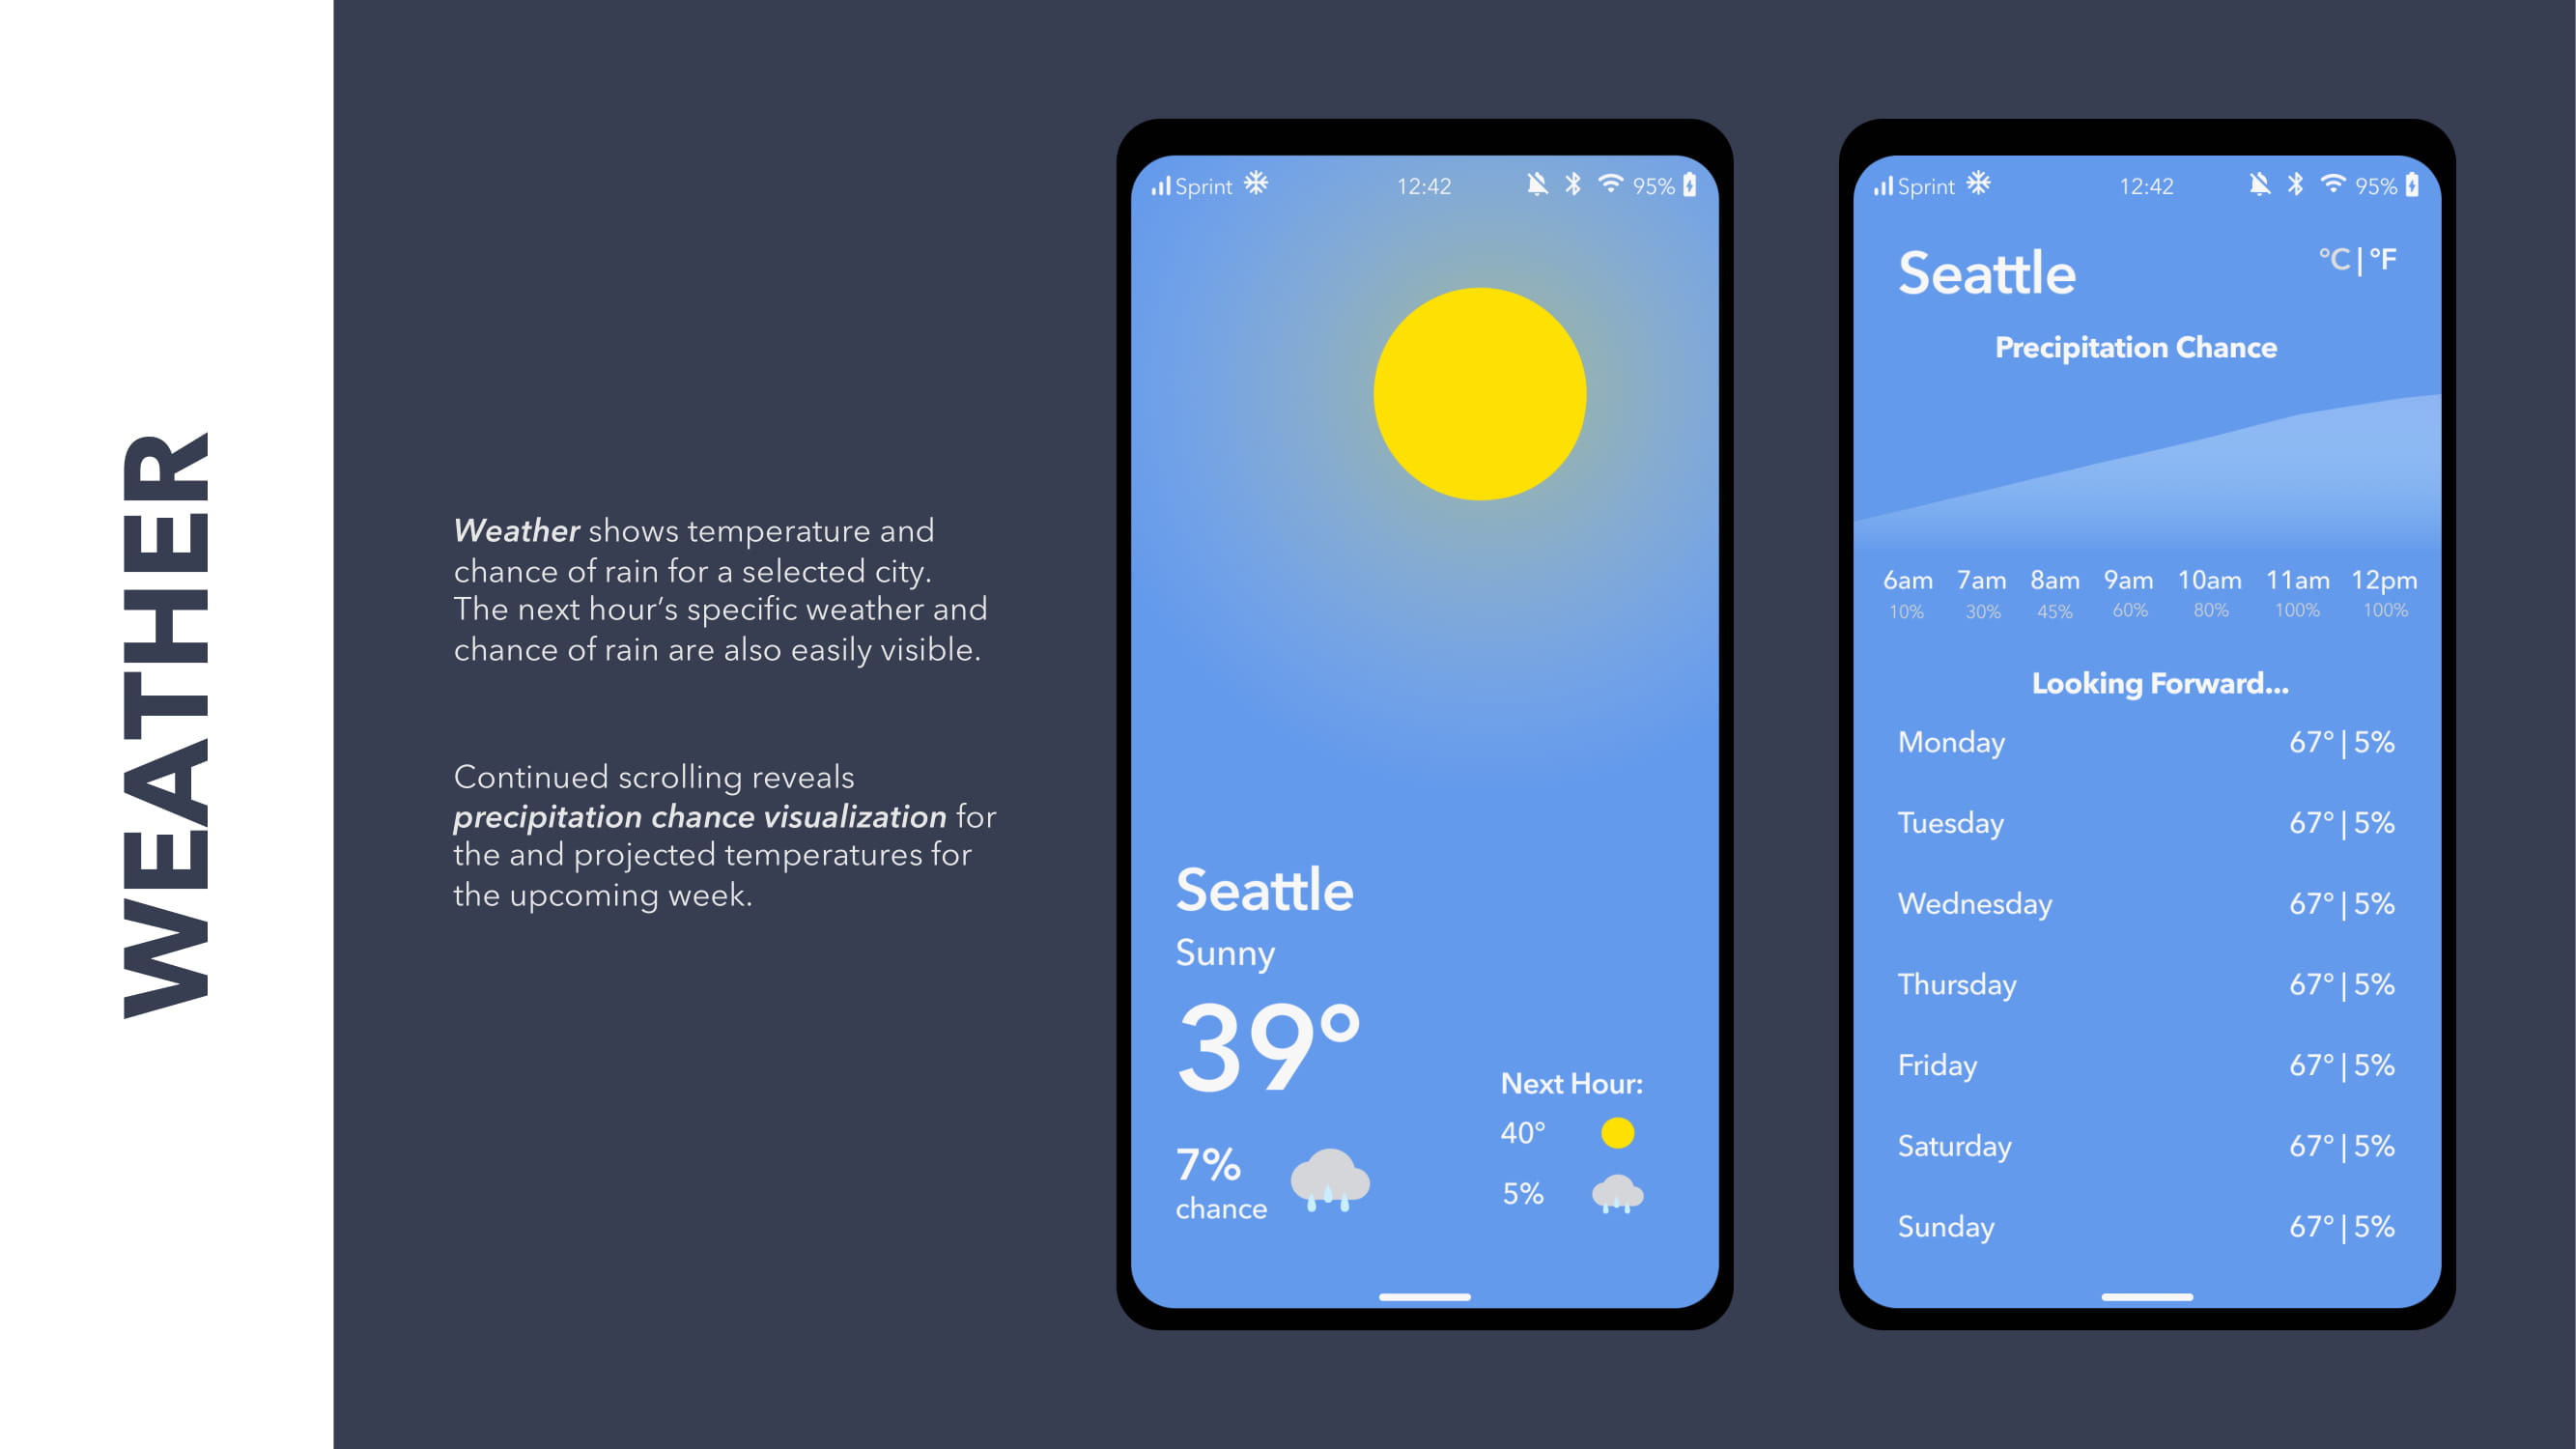 WEATHER
Weather shows temperature and
chance of rain for a selected city.
The next hour’s specific weather and
chance of rain are also easily visible.
Continued scrolling reveals
precipitation chance visualization for
the and projected temperatures for
the upcoming week.
Sprint 12:42 95%
Seattle
Sunny
39°
7%
chance
Next Hour:
40°
5%
Sprint 12:42 95%
Seattle °C | °F
Precipitation Chance
6am 7am 8am 9am 10am 11am 12pm
10% 30% 45% 60% 80% 100% 100%
Looking Forward...
Monday 67° | 5%
Tuesday 67° | 5%
Wednesday 67° | 5%
Thursday 67° | 5%
Friday 67° | 5%
Saturday 67° | 5%
Sunday 67° | 5%